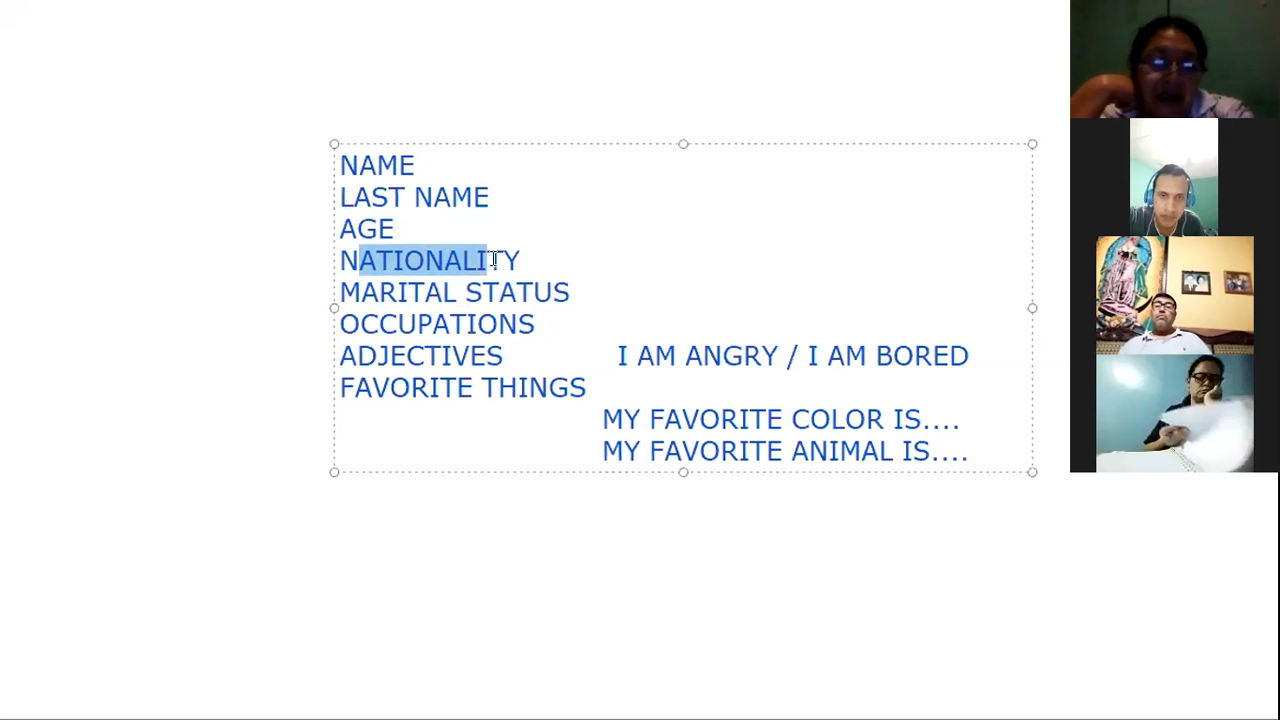 NAME
LAST NAME
AGE
NATIONALITY
MARITAL STATUS
OCCUPATIONS
ADJECTIVES I AM ANGRY / I AM BORED
FAVORITE THINGS
MY FAVORITE COLOR IS....
MY FAVORITE ANIMAL IS....